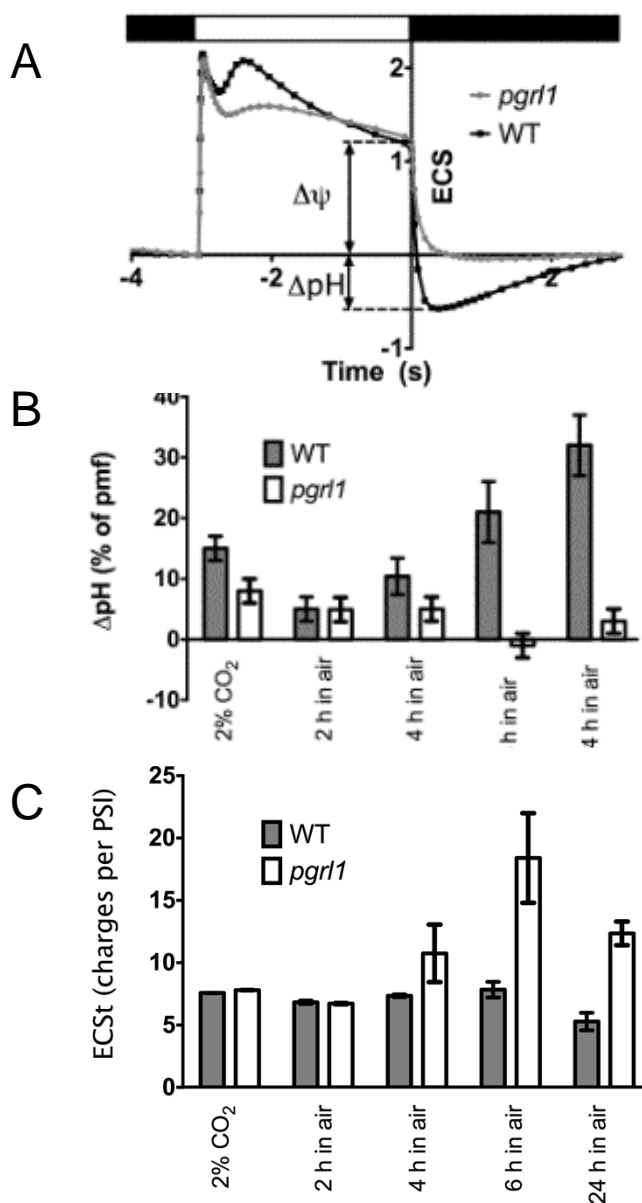 A
pgrl1
WT
2
1
-1
-4
-2
2
ECS
Δψ
ΔpH
Time (s)
B
40
30
20
10
0
-10
ΔpH (% of pmf)
WT
pgrl1
2% CO2
2 h in air
4 h in air
h in air
4 h in air
C
25
20
15
10
5
0
ECSt (charges per PSI)
WT
pgrl1
2% CO2
2 h in air
4 h in air
6 h in air
24 h in air